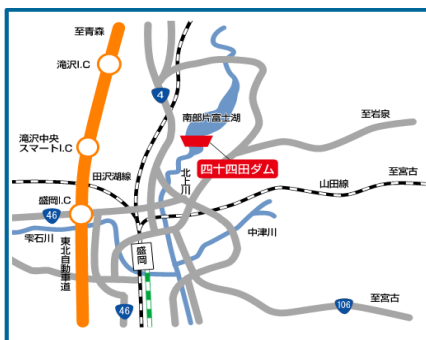 至青森
滝沢I.C
4
南部片富士湖
滝沢中央
スマートI.C
至岩泉
四十四田ダム
田沢湖線
北上川
山田線
至宮古
盛岡I.C
46
雫石川
中津川
盛岡
東北自動車道
46
106
至宮古